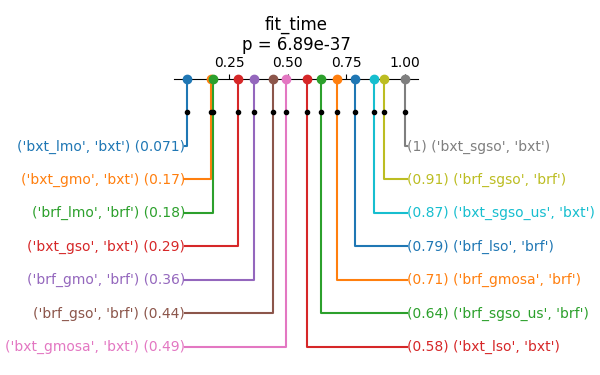 fit_time
p = 6.89e-37
0.25 0.50 0.75 1.00
('bxt_lmo', 'bxt') (0.071)
(1) ('bxt_sgso', 'bxt')
('bxt_gmo', 'bxt') (0.17)
(0.91) ('brf_sgso', 'brf')
('brf_lmo', 'brf') (0.18)
(0.87) ('bxt_sgso_us', 'bxt')
('bxt_gso', 'bxt') (0.29)
(0.79) ('brf_lso', 'brf')
('brf_gmo', 'brf') (0.36)
(0.71) ('brf_gmosa', 'brf')
('brf_gso', 'brf') (0.44)
(0.64) ('brf_sgso_us', 'brf')
('bxt_gmosa', 'bxt') (0.49)
(0.58) ('bxt_lso', 'bxt')